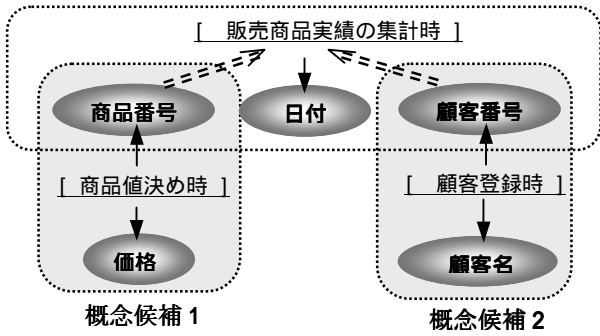 [ 販売商品実績の集計時 ]
商品番号
日付
顧客番号
[ 商品値決め時 ]
[ 顧客登録時 ]
価格
顧客名
概念候補1
概念候補2